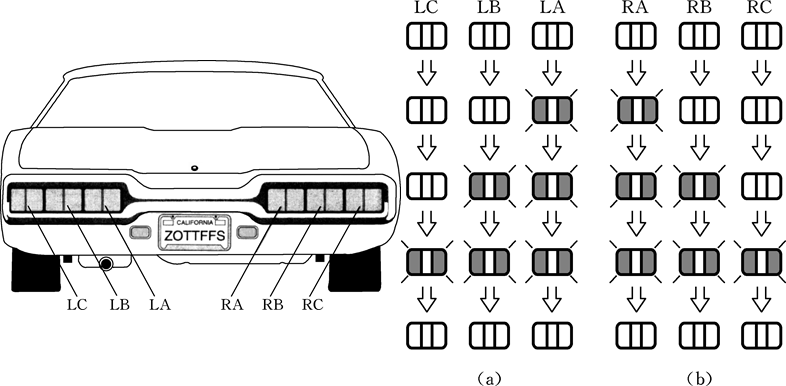 LC LB LA RA RB RC
CALIFORNIA
ZOTTFFS
LC LB LA RA RB RC
(a) (b)